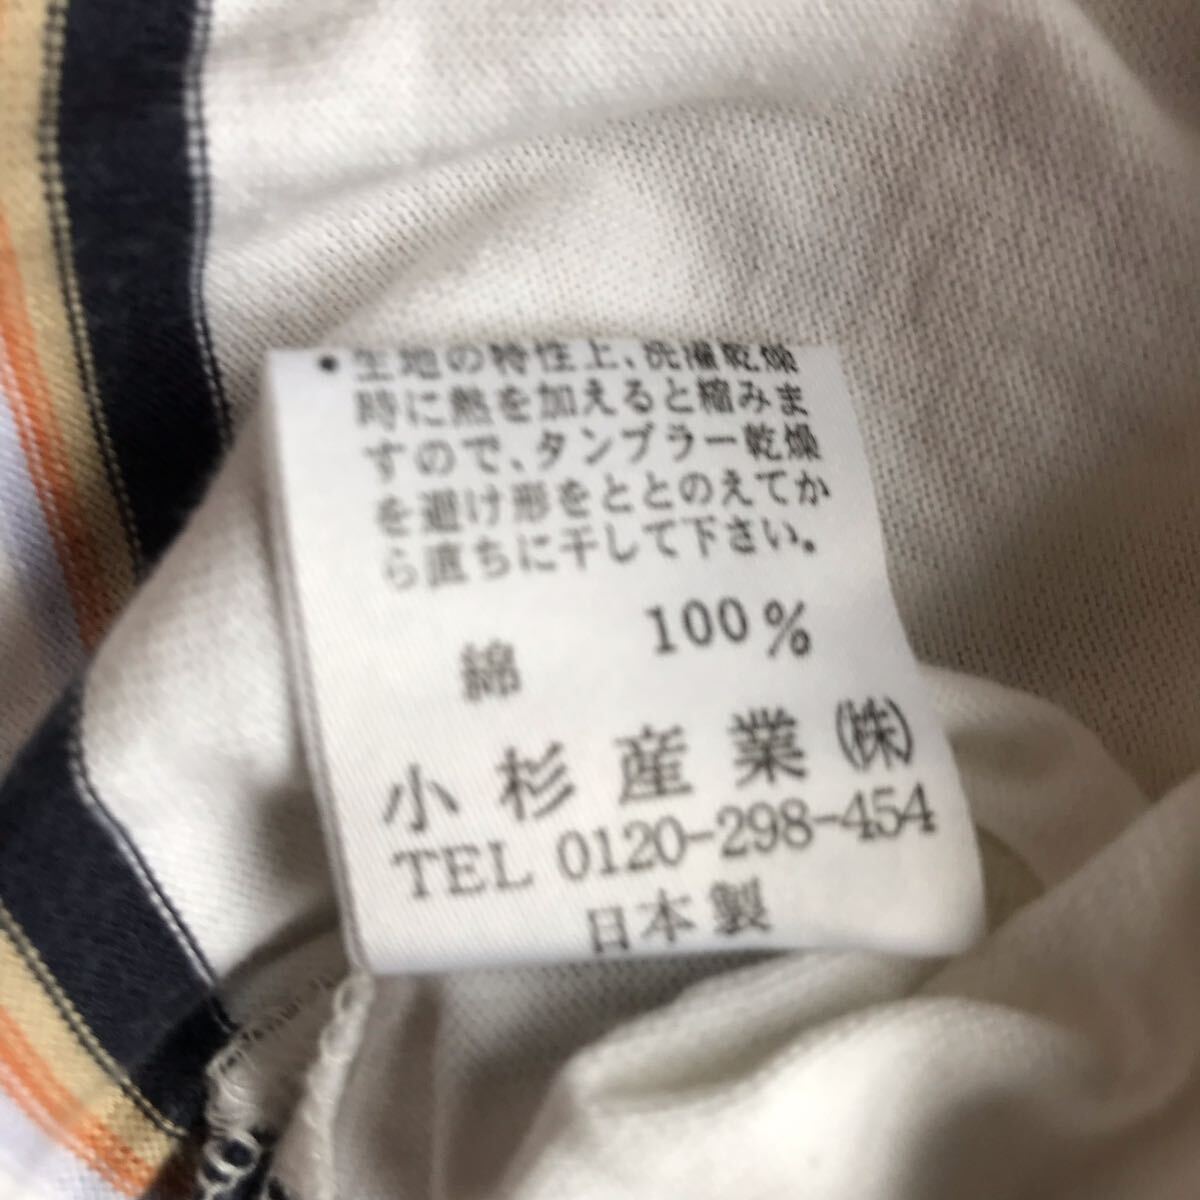 ・生地の特性上、洗濯乾燥
時に熱を加えると縮みま
すので、タンブラー乾燥
を避け形をととのえてか
ら直ちに干して下さい。
綿 100%
小杉産業㈱
TEL 0120-298-454
日本製